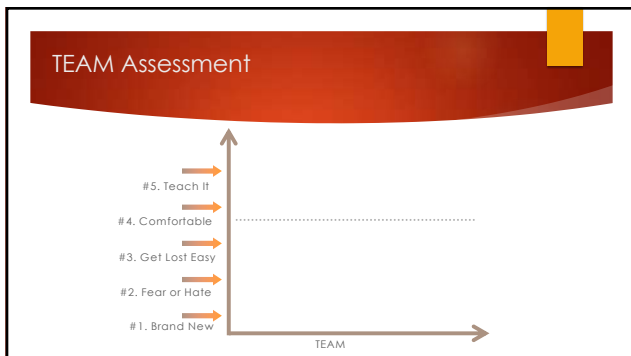 TEAM Assessment
#5. Teach It
#4. Comfortable
#3. Get Lost Easy
#2. Fear or Hate
#1. Brand New
TEAM